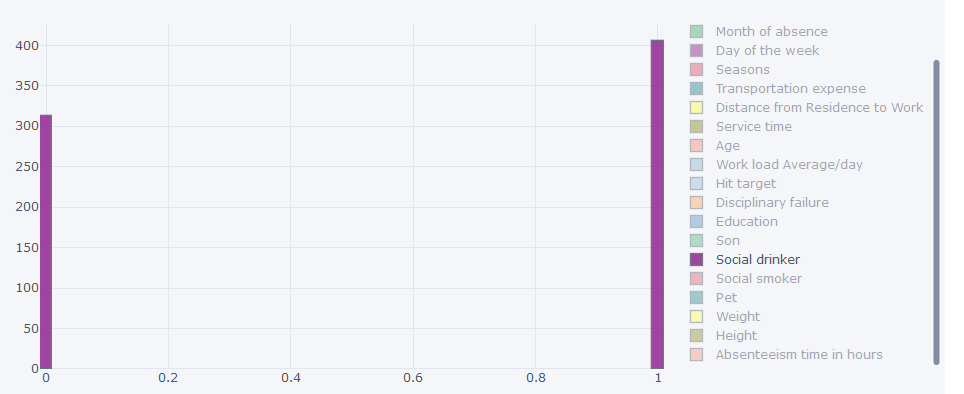 400
350
300
250
200
150
100
50
0
0 0.2 0.4 0.6 0.8 1
Month of absence
Day of the week
Seasons
Transportation expense
Distance from Residence to Work
Service time
Age
Work load Average/day
Hit target
Disciplinary failure
Education
Son
Social drinker
Social smoker
Pet
Weight
Height
Absenteeism time in hours